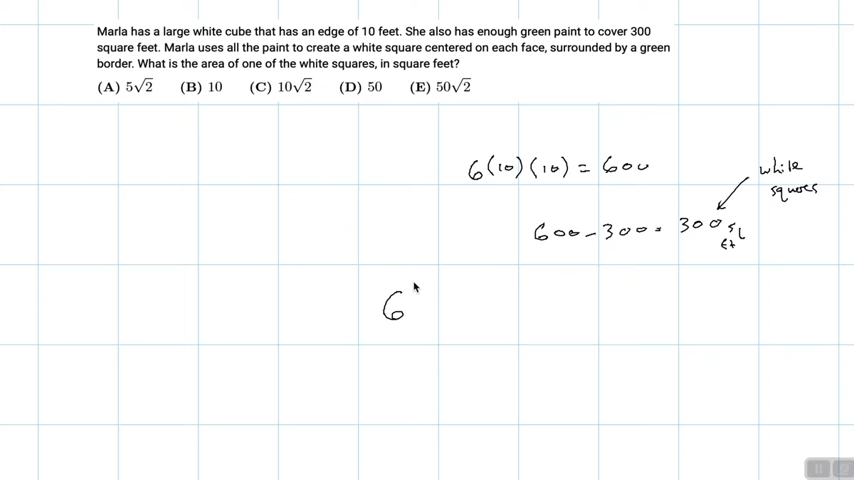 Marla has a large white cube that has an edge of 10 feet. She also has enough green paint to cover 300
square feet. Marla uses all the paint to create a white square centered on each face, surrounded by a green
border. What is the area of one of the white squares, in square feet?
(A) 5√2 (B) 10 (C) 10√2 (D) 50 (E) 50√2
6(10)(10) = 600
white
squares
600 - 300 = 300 sq
ft
6